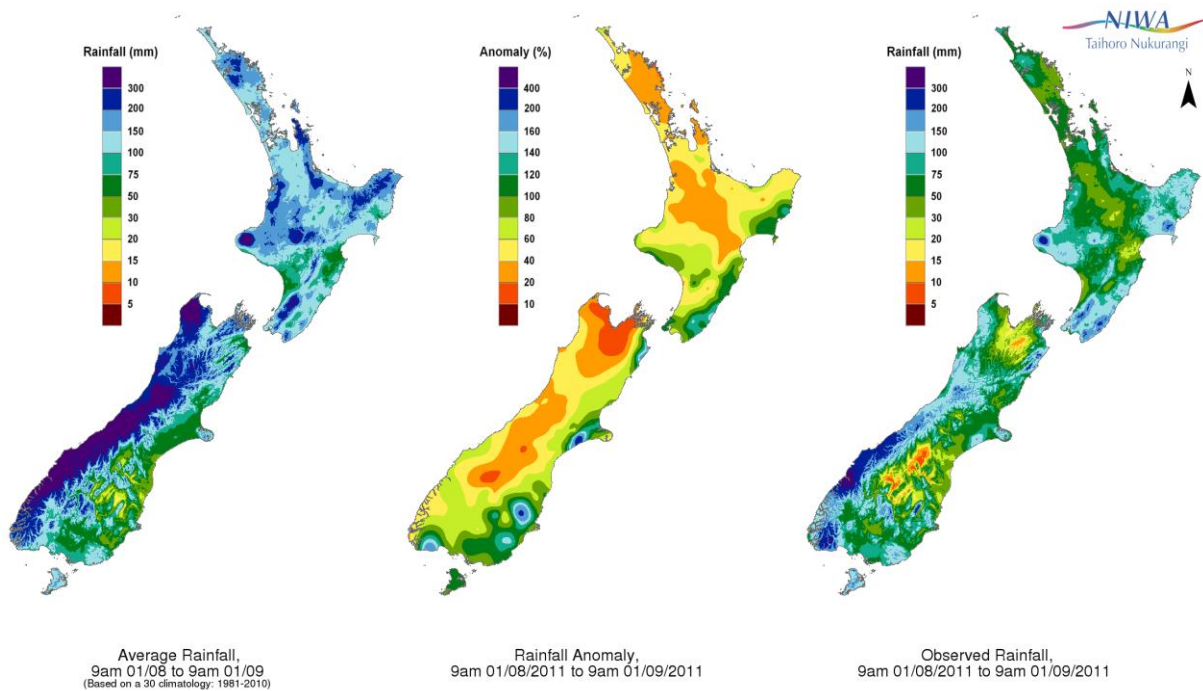 NIWA
Taihoro Nukurangi
N
Rainfall (mm)
300
200
150
100
75
50
30
20
15
10
5
Anomaly (%)
400
200
160
140
120
100
80
60
40
20
10
Rainfall (mm)
300
200
150
100
75
50
30
20
15
10
5
Average Rainfall,
9am 01/08 to 9am 01/09
(Based on a 30 climatology: 1981-2010)
Rainfall Anomaly,
9am 01/08/2011 to 9am 01/09/2011
Observed Rainfall,
9am 01/08/2011 to 9am 01/09/2011